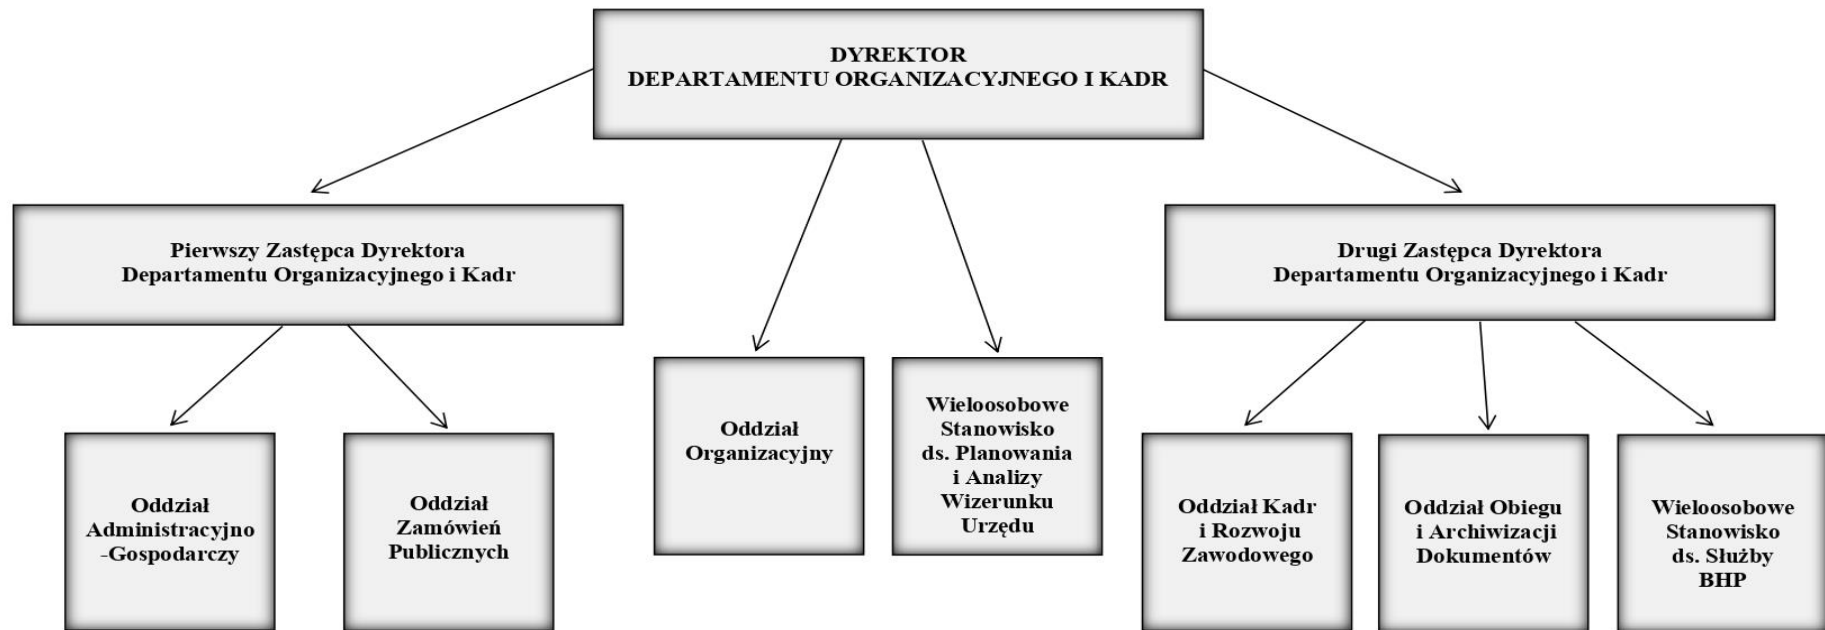 DYREKTOR
DEPARTAMENTU ORGANIZACYJNEGO I KADR
Pierwszy Zastępca Dyrektora
Departamentu Organizacyjnego i Kadr
Drugi Zastępca Dyrektora
Departamentu Organizacyjnego i Kadr
Oddział
Organizacyjny
Wieloosobowe
Stanowisko
ds. Planowania
i Analizy
Wizerunku
Urzędu
Oddział
Administracyjno
-Gospodarczy
Oddział
Zamówień
Publicznych
Oddział Kadr
i Rozwoju
Zawodowego
Oddział Obiegu
i Archiwizacji
Dokumentów
Wieloosobowe
Stanowisko
ds. Służby
BHP